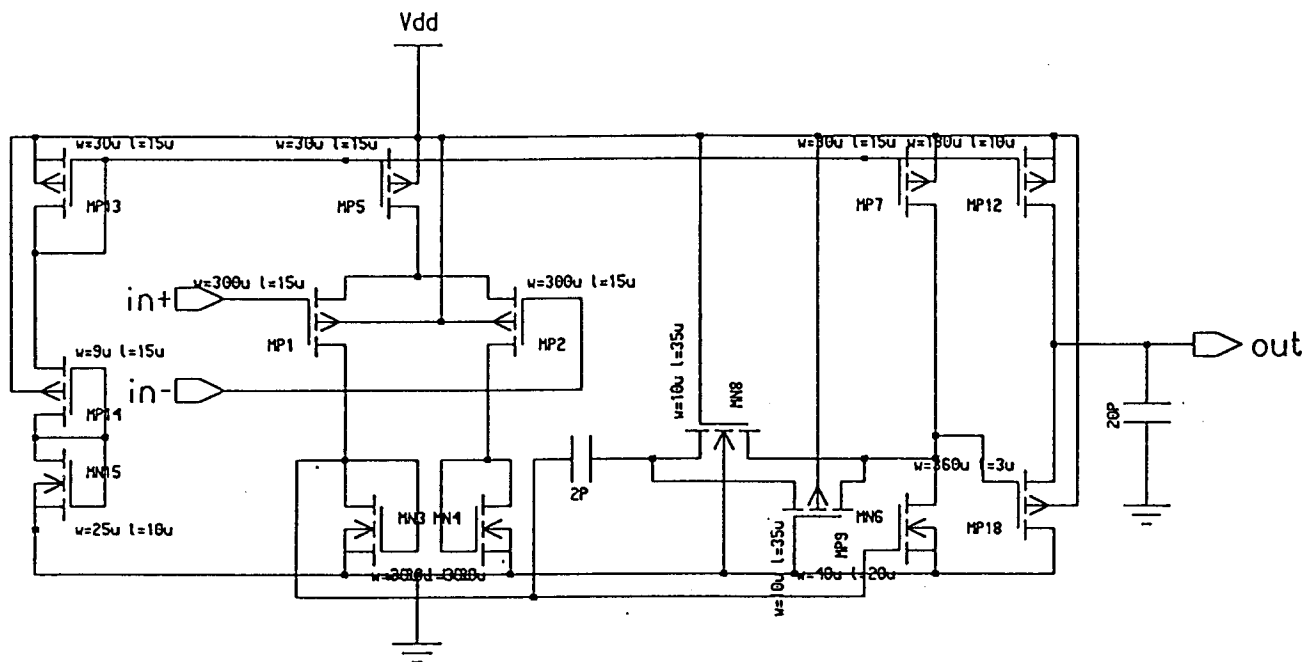 Vdd
w=30u l=15u
w=30u l=15u
w=30u l=15u
w=180u l=10u
MP13
MP5
MP7
MP12
w=300u l=15u
w=300u l=15u
in+
MP1
MP2
out
w=9u l=15u
in-
MP14
w=10u l=35u
MN8
20P
MN15
2P
w=360u l=3u
MN3
MN4
MN6
MP9
MP18
w=25u l=10u
w=10u l=35u
w=40u l=20u